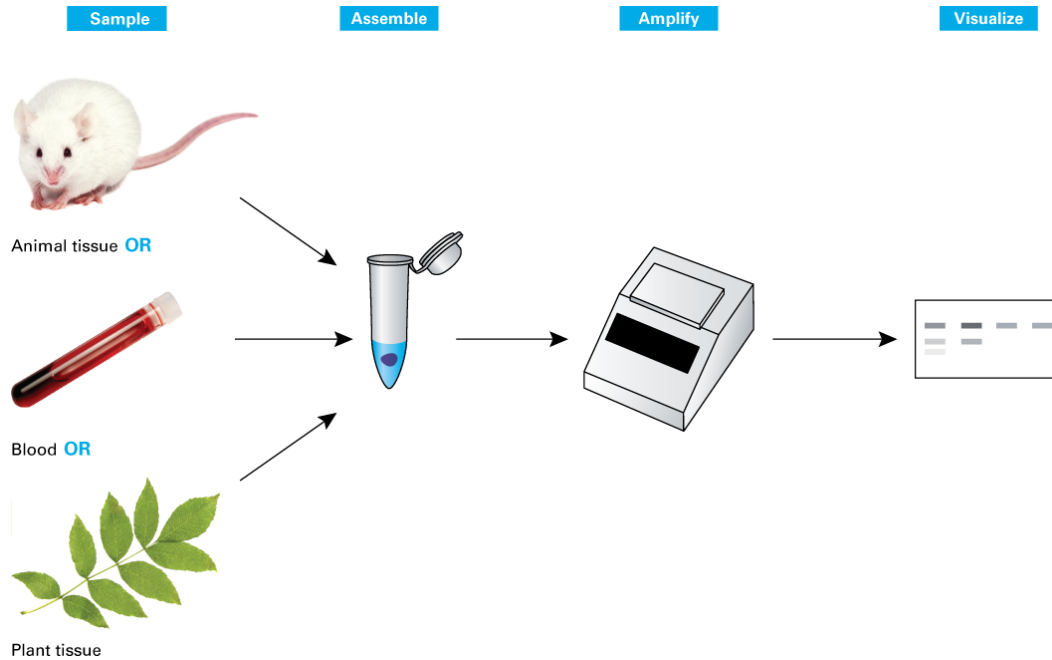 Sample
Assemble
Amplify
Visualize
Animal tissue OR
Blood OR
Plant tissue